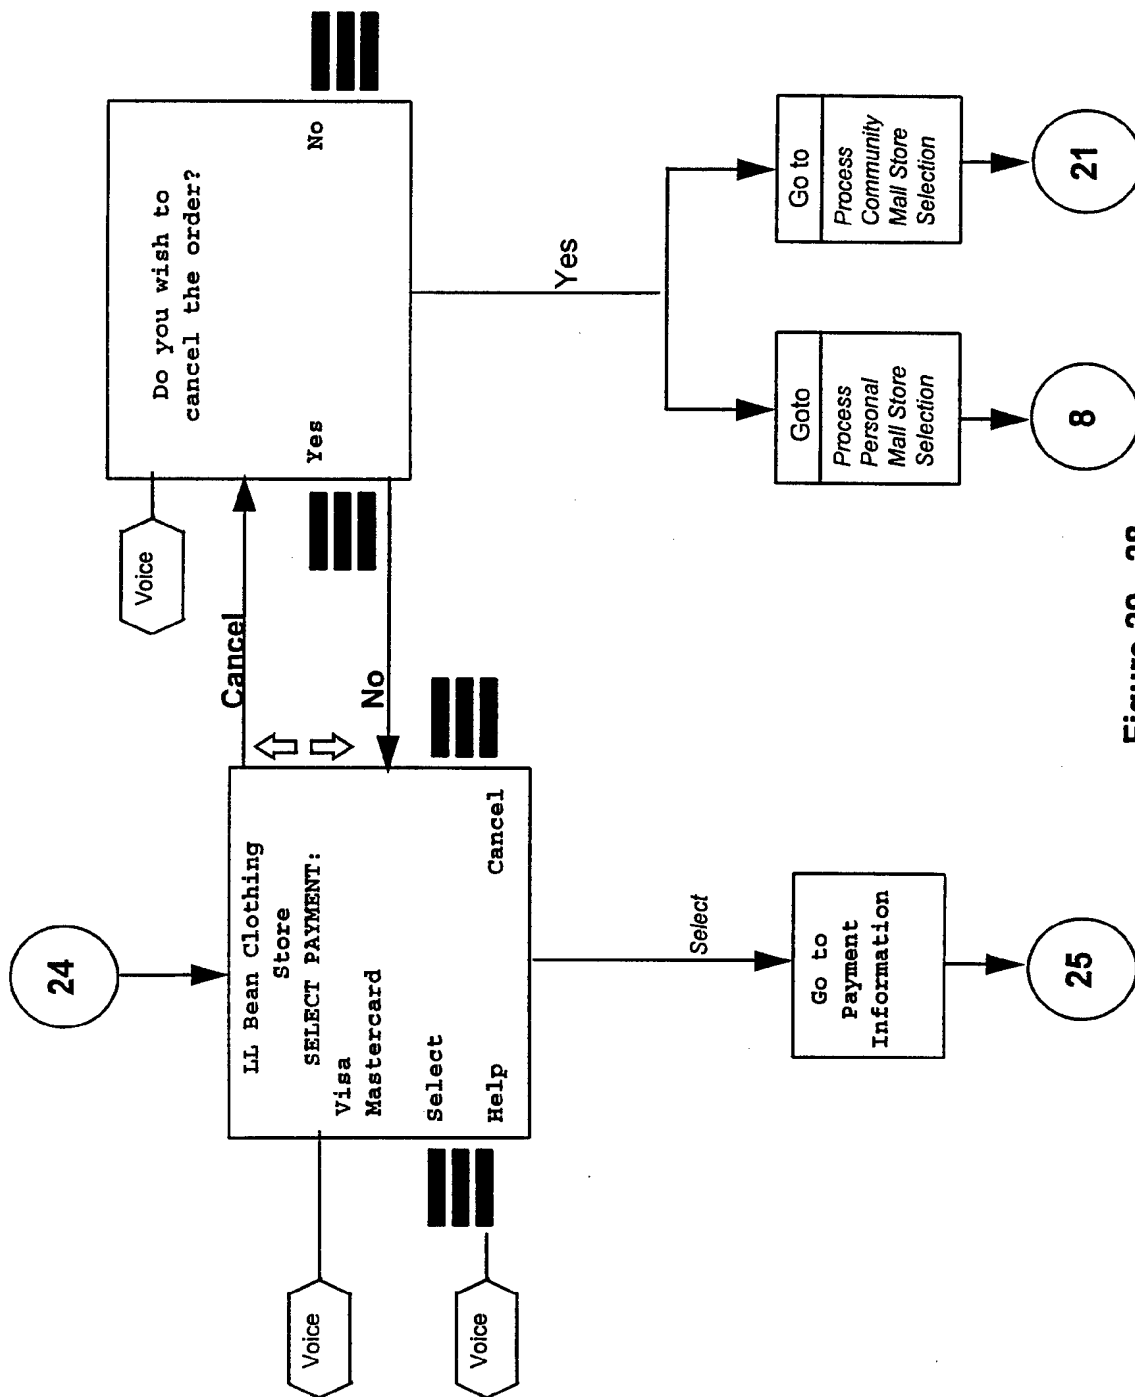 24
LL Bean Clothing
Store
SELECT PAYMENT:
Visa
Mastercard
Select
Help
Cancel
Voice
Voice
Cancel
No
Voice
Do you wish to
cancel the order?
Yes
No
Select
Go to
Payment
Information
25
Yes
Goto
Process
Personal
Mall Store
Selection
8
Go to
Process
Community
Mall Store
Selection
21